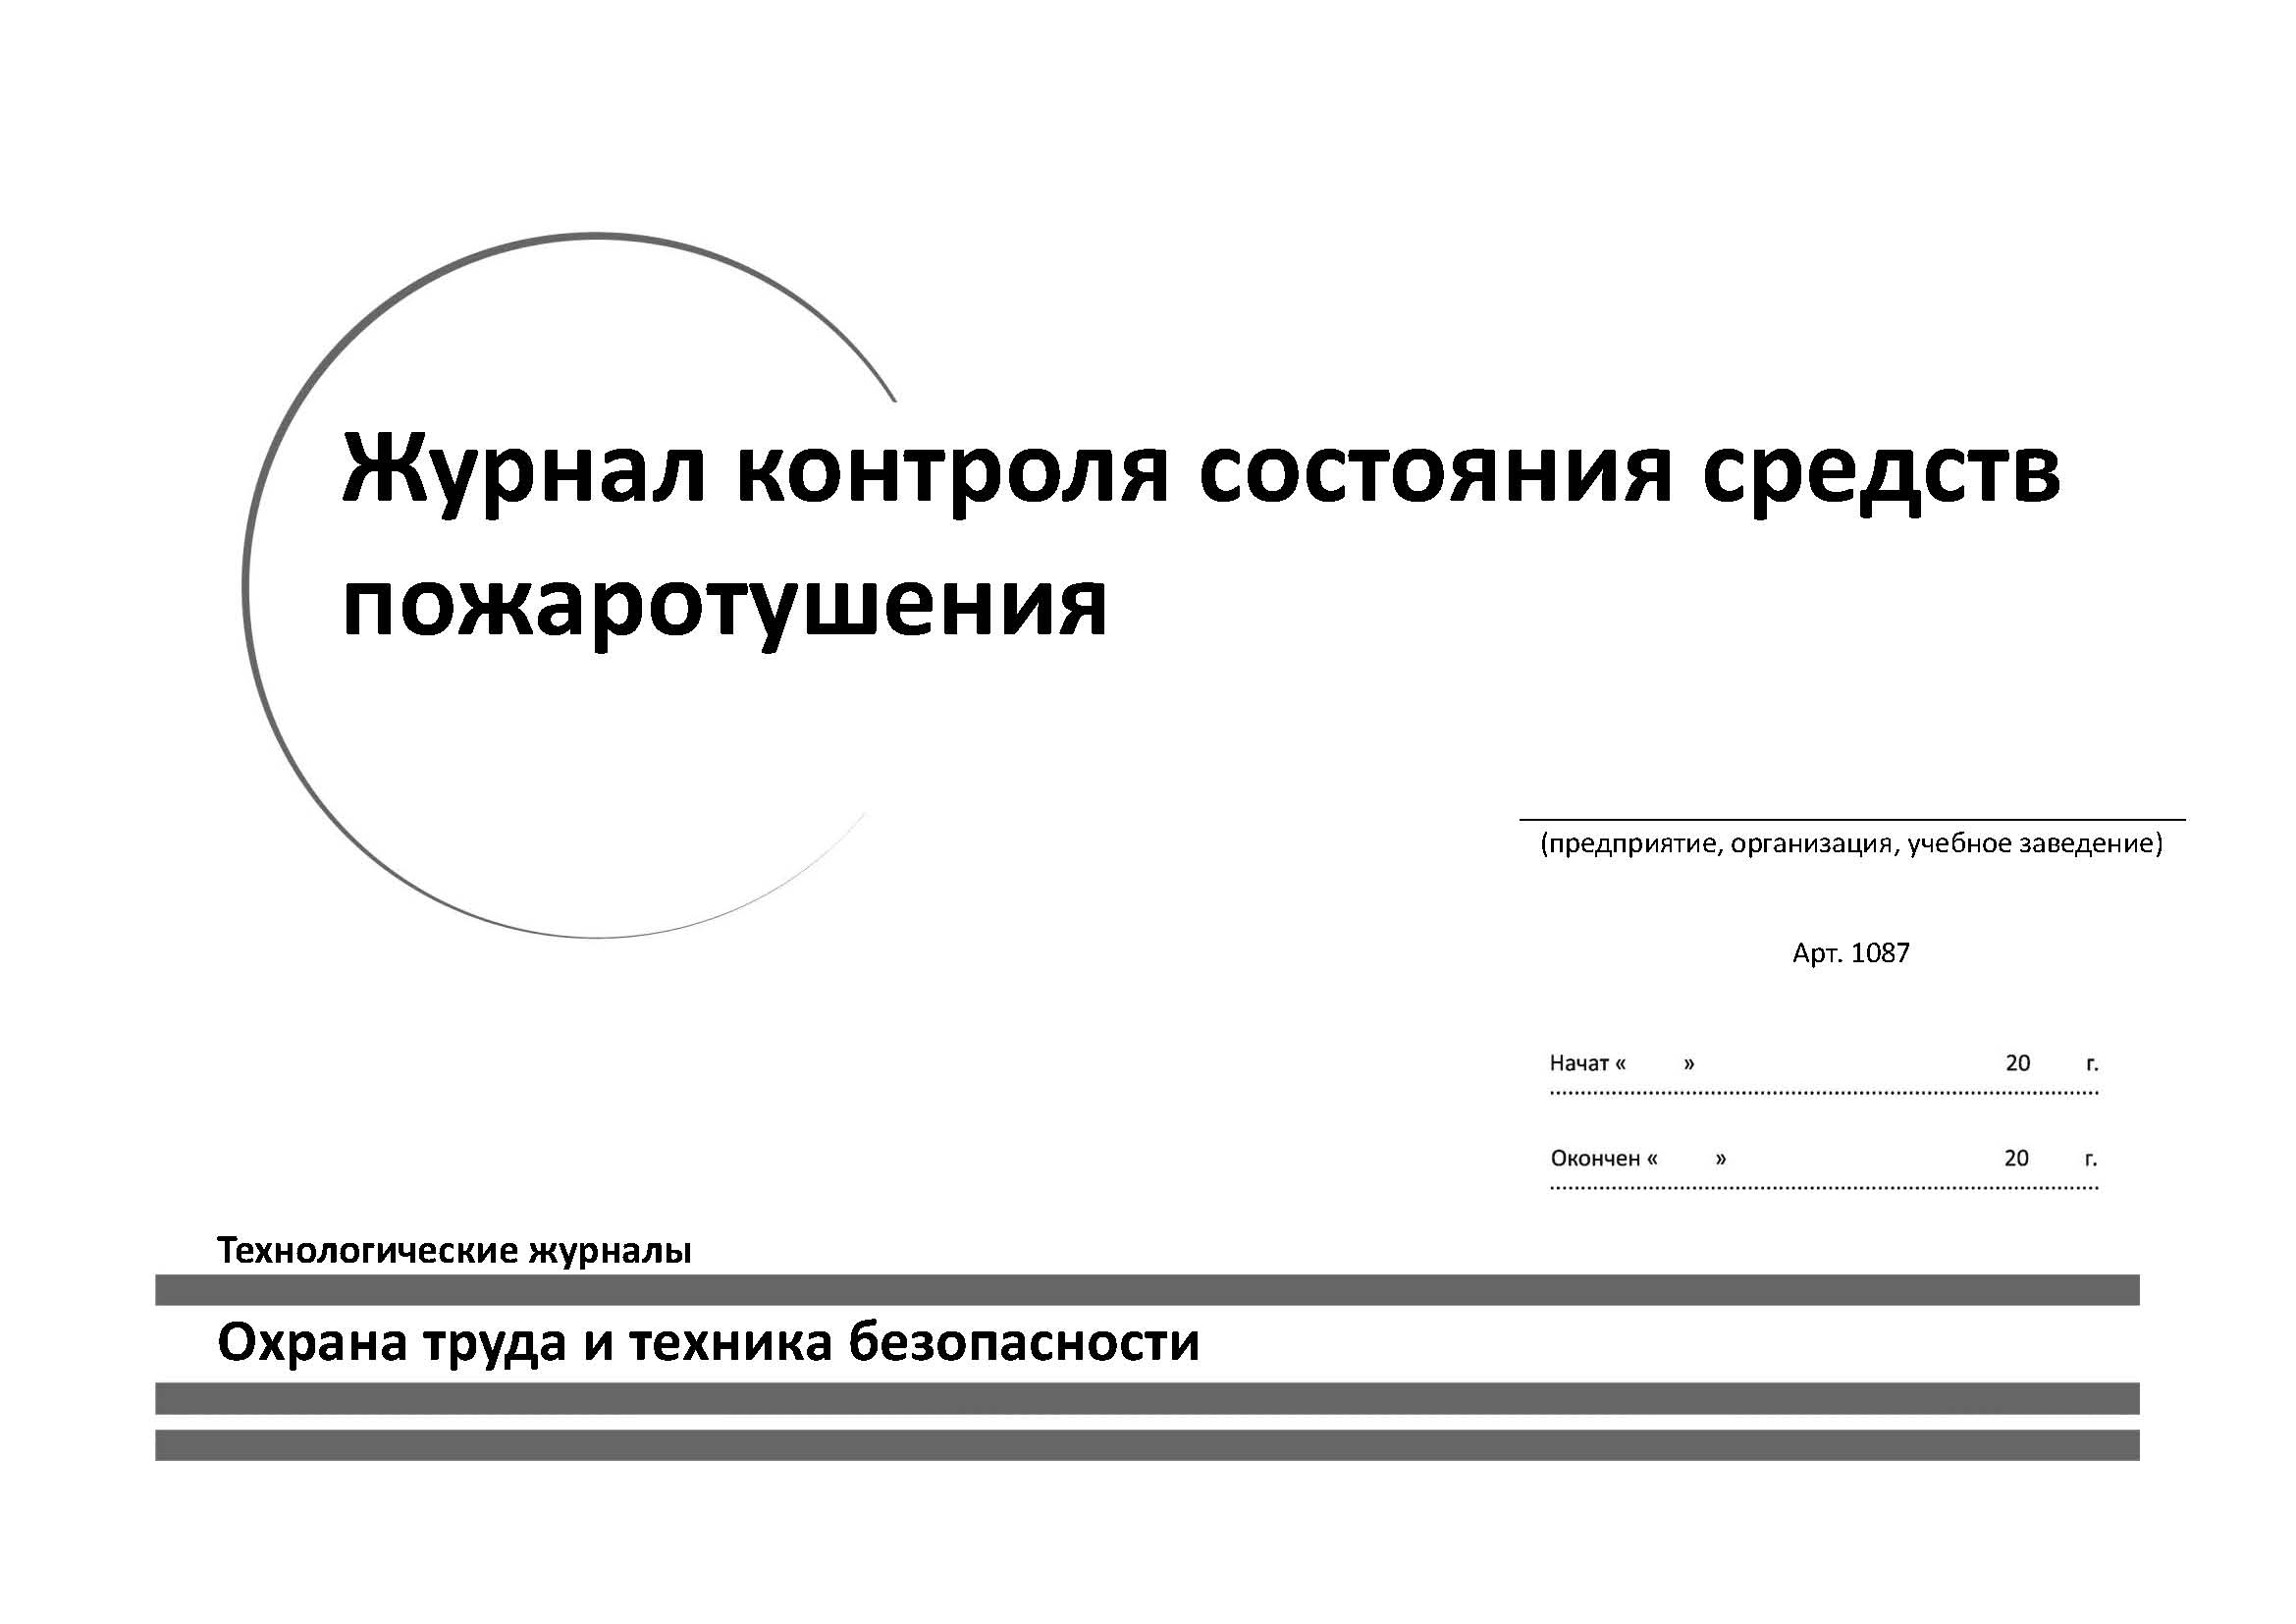 Журнал контроля состояния средств
пожаротушения
(предприятие, организация, учебное заведение)
Арт. 1087
Начат « » 20 г.
Окончен « » 20 г.
Технологические журналы
Охрана труда и техника безопасности